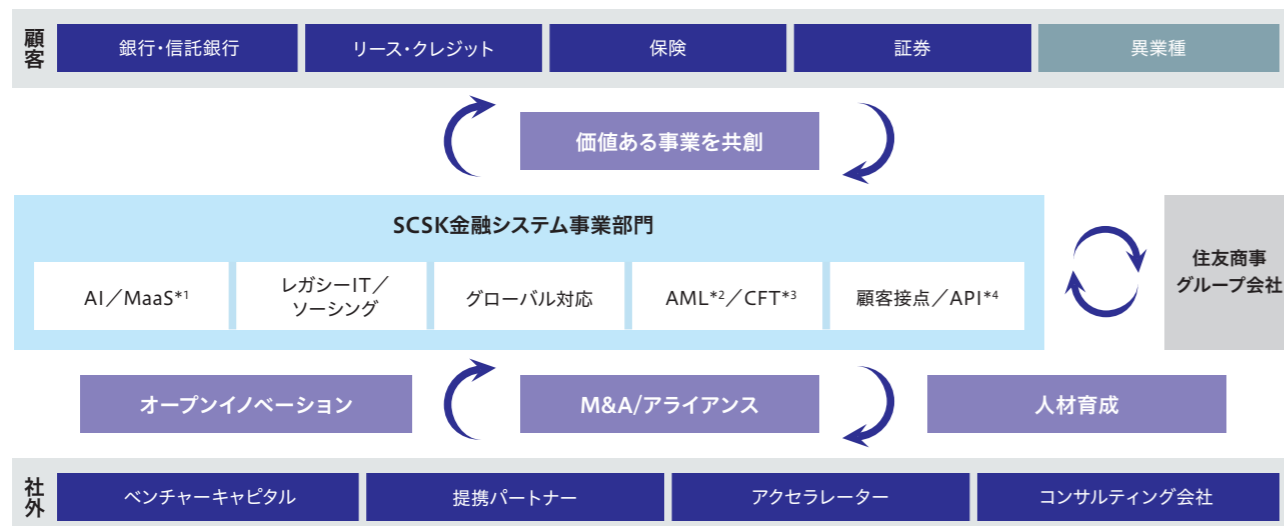 顧客
銀行・信託銀行
リース・クレジット
保険
証券
異業種
価値ある事業を共創
SCSK金融システム事業部門
AI／MaaS*1
レガシーIT／
ソーシング
グローバル対応
AML*2／CFT*3
顧客接点／API*4
住友商事
グループ会社
オープンイノベーション
M&A/アライアンス
人材育成
社外
ベンチャーキャピタル
提携パートナー
アクセラレーター
コンサルティング会社